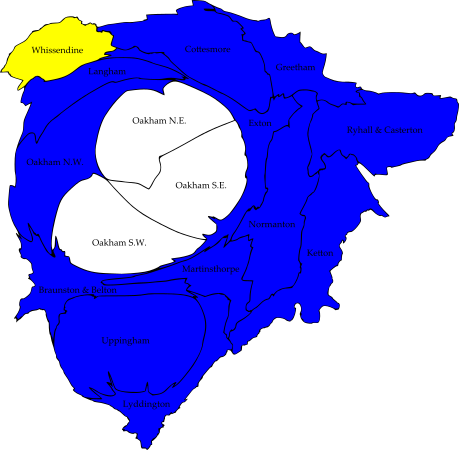 Whissendine
Cottesmore
Greetham
Langham
Oakham N.E.
Exton
Ryhall & Casterton
Oakham N.W.
Oakham S.E.
Normanton
Oakham S.W.
Ketton
Martinsthorpe
Braunston & Belton
Uppingham
Lyddington